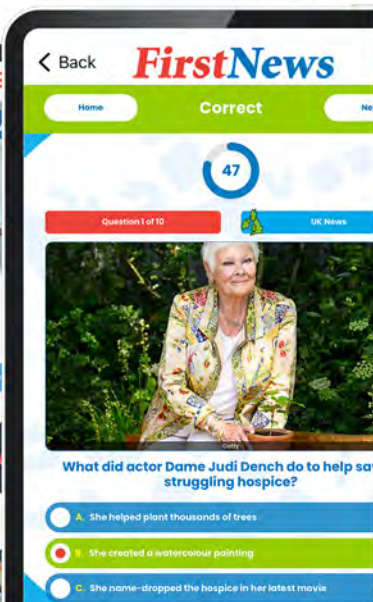 Back
FirstNews
Home
Correct
47
Question 1 of 10
UK News
Getty
What did actor Dame Judi Dench do to help
struggling hospice?
A. She helped plant thousands of trees
B. She created a watercolour painting
C. She name-dropped the hospice in her latest movie